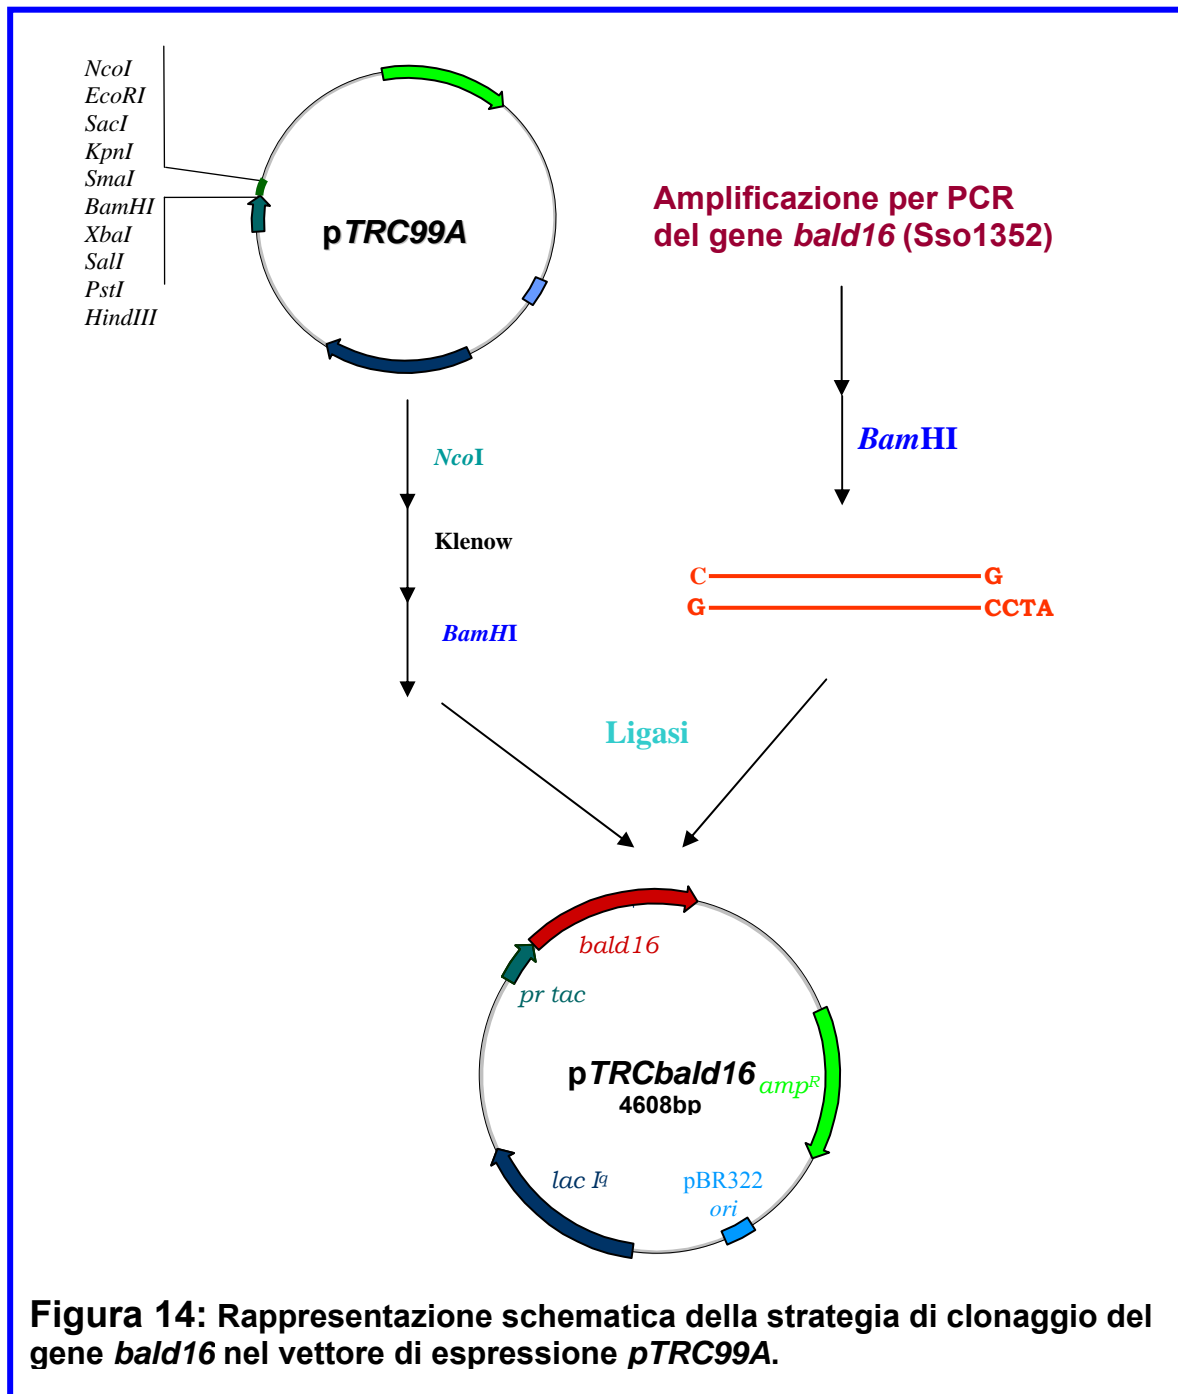 NcoI
EcoRI
SacI
KpnI
SmaI
BamHI
XbaI
SalI
PstI
HindIII
pTRC99A
Amplificazione per PCR
del gene bald16 (Sso1352)
NcoI
Klenow
BamHI
BamHI
C G
G CCTA
Ligasi
bald16
pr tac
pTRCbald16
4608bp
ampR
lac Iq
pBR322
ori
Figura 14: Rappresentazione schematica della strategia di clonaggio del
gene bald16 nel vettore di espressione pTRC99A.